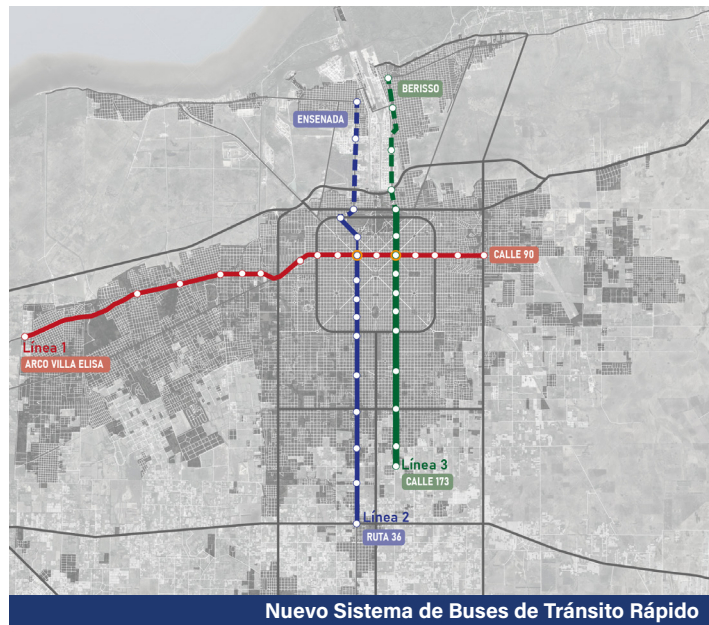 BERISSO
ENSENADA
CALLE 90
Línea 1
ARCO VILLA ELISA
Línea 3
CALLE 173
Línea 2
RUTA 36
Nuevo Sistema de Buses de Tránsito Rápido